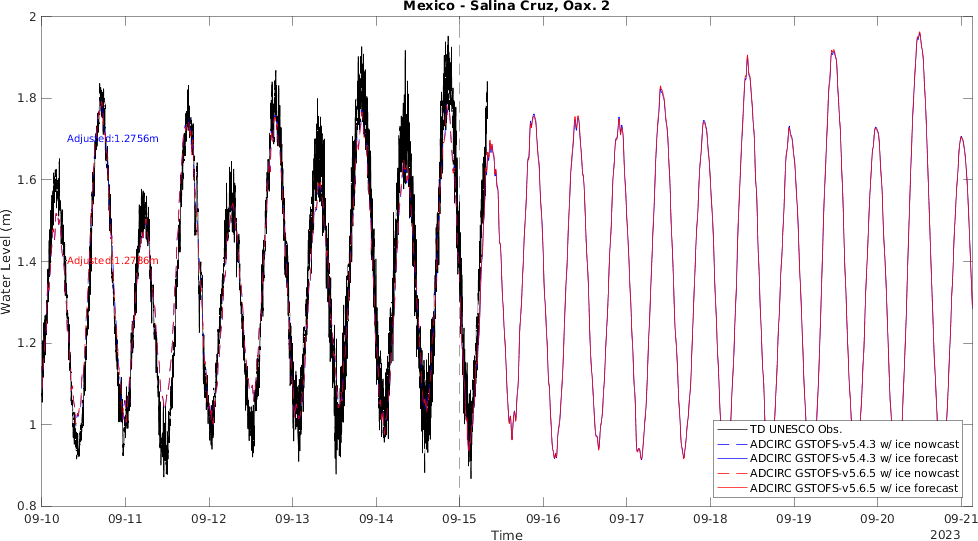 Mexico - Salina Cruz, Oax. 2
2
1.8
1.6
1.4
1.2
1
0.8
Water Level (m)
Adjusted:1.2756m
Adjusted:1.2786m
TD UNESCO Obs.
ADCIRC GSTOFS-v5.4.3 w/ ice nowcast
ADCIRC GSTOFS-v5.4.3 w/ ice forecast
ADCIRC GSTOFS-v5.6.5 w/ ice nowcast
ADCIRC GSTOFS-v5.6.5 w/ ice forecast
09-10 09-11 09-12 09-13 09-14 09-15 09-16 09-17 09-18 09-19 09-20 09-21
Time
2023